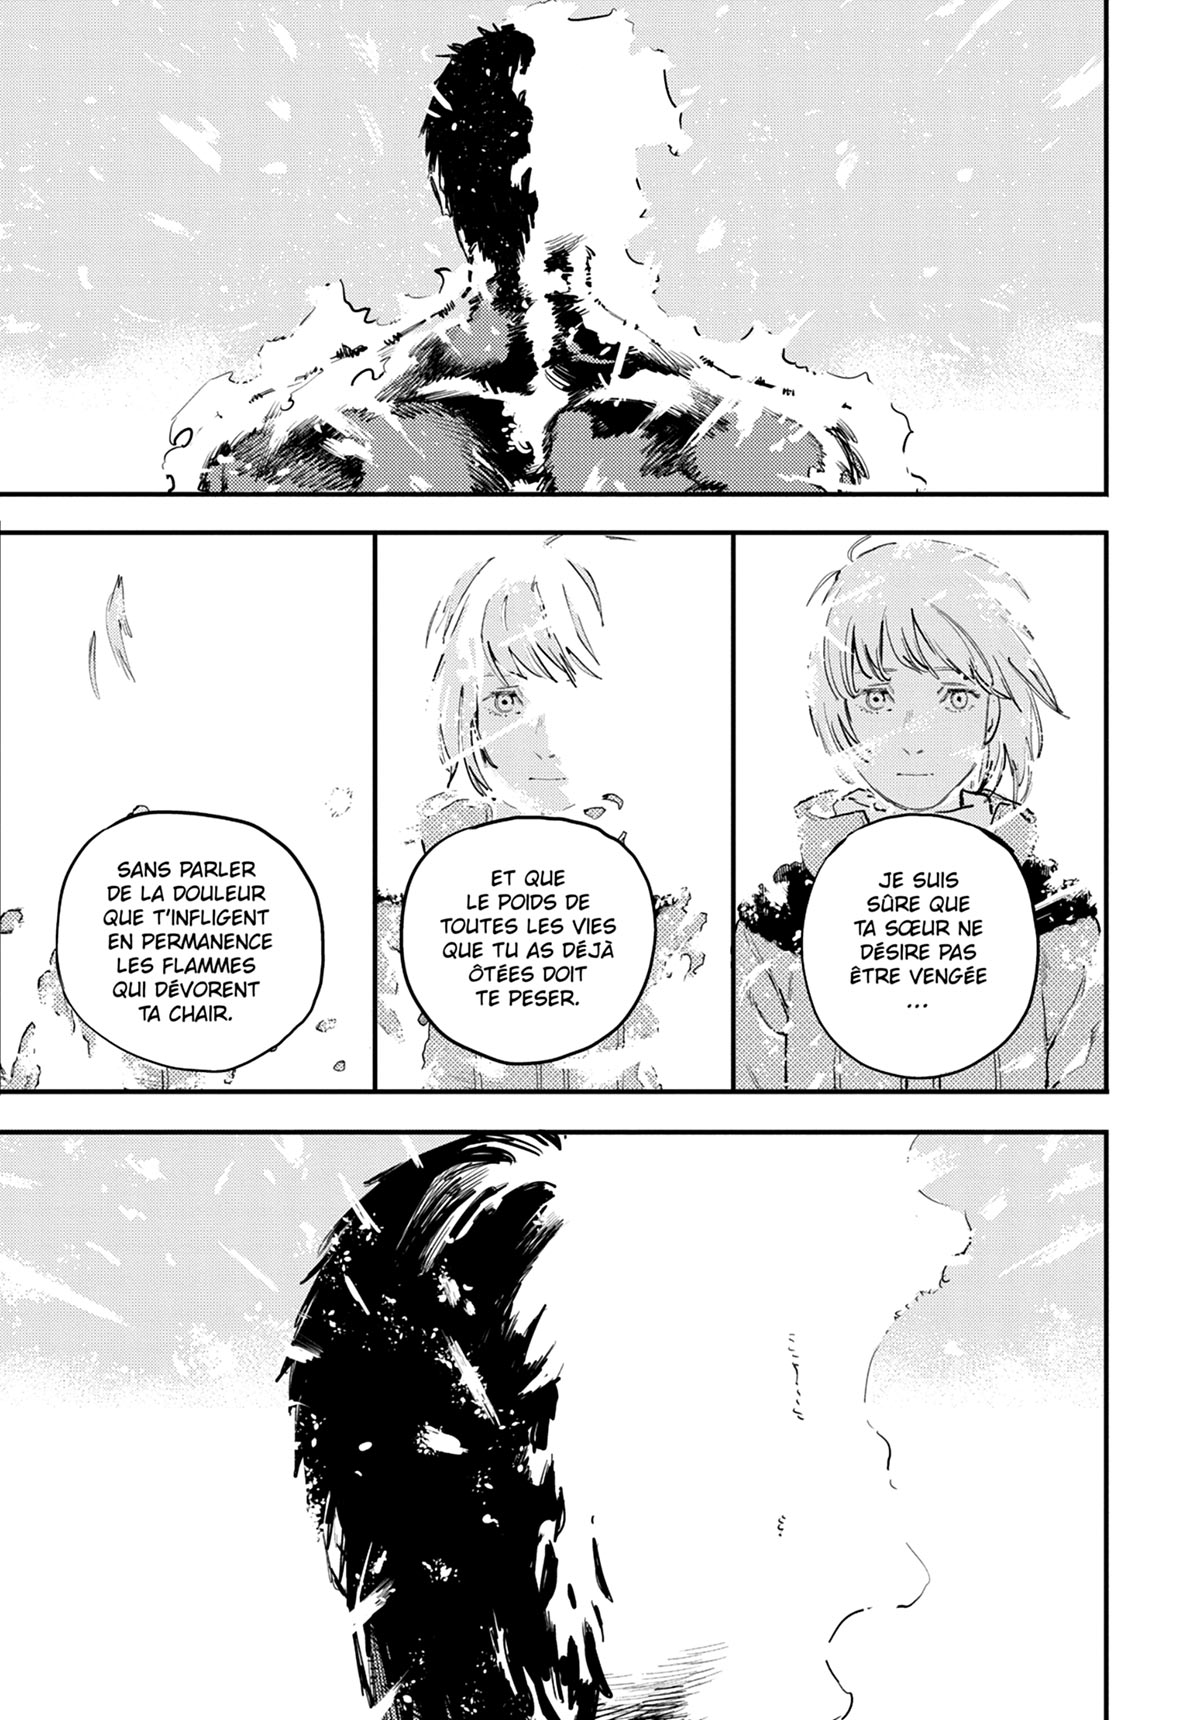 JE SUIS
SÛRE QUE
TA SŒUR NE
DÉSIRE PAS
ÊTRE VENGÉE
...
ET QUE
LE POIDS DE
TOUTES LES VIES
QUE TU AS DÉJÀ
ÔTÉES DOIT
TE PESER.
SANS PARLER
DE LA DOULEUR
QUE T'INFLIGENT
EN PERMANENCE
LES FLAMMES
QUI DÉVORENT
TA CHAIR.